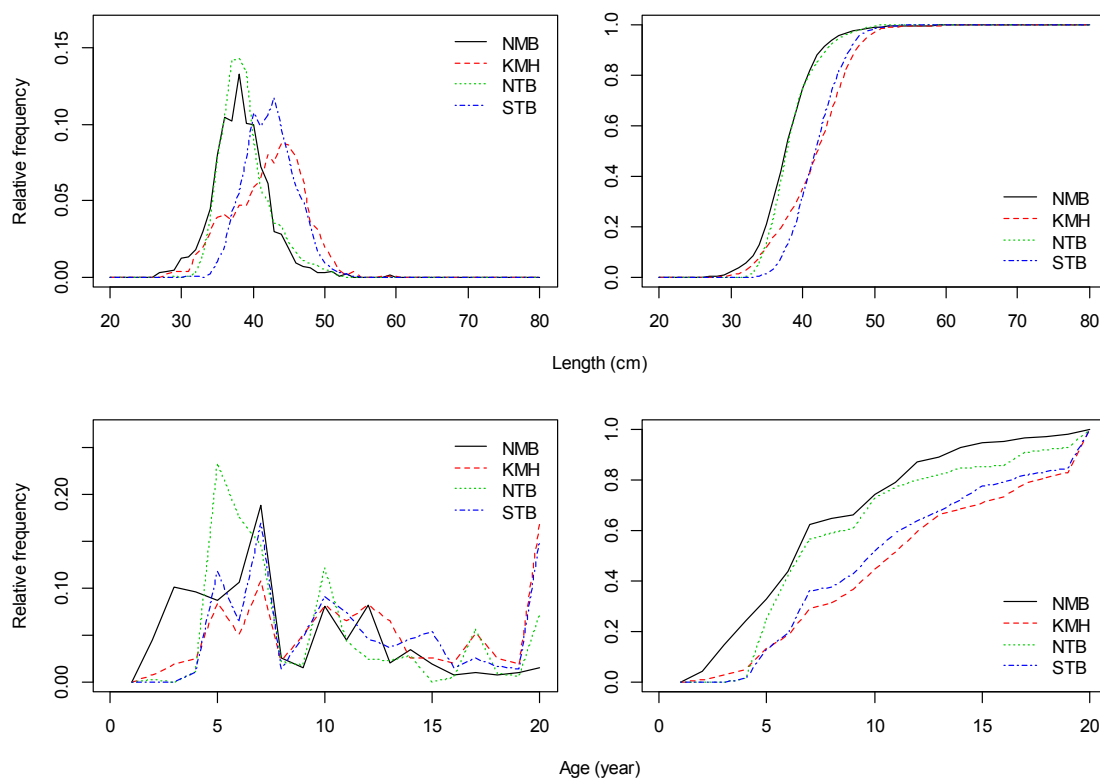 Relative frequency
0.00 0.05 0.10 0.15
20 30 40 50 60 70 80
NMB
KMH
NTB
STB
0.0 0.2 0.4 0.6 0.8 1.0
20 30 40 50 60 70 80
NMB
KMH
NTB
STB
Length (cm)
Relative frequency
0.00 0.10 0.20
0 5 10 15 20
NMB
KMH
NTB
STB
0.0 0.2 0.4 0.6 0.8 1.0
0 5 10 15 20
NMB
KMH
NTB
STB
Age (year)